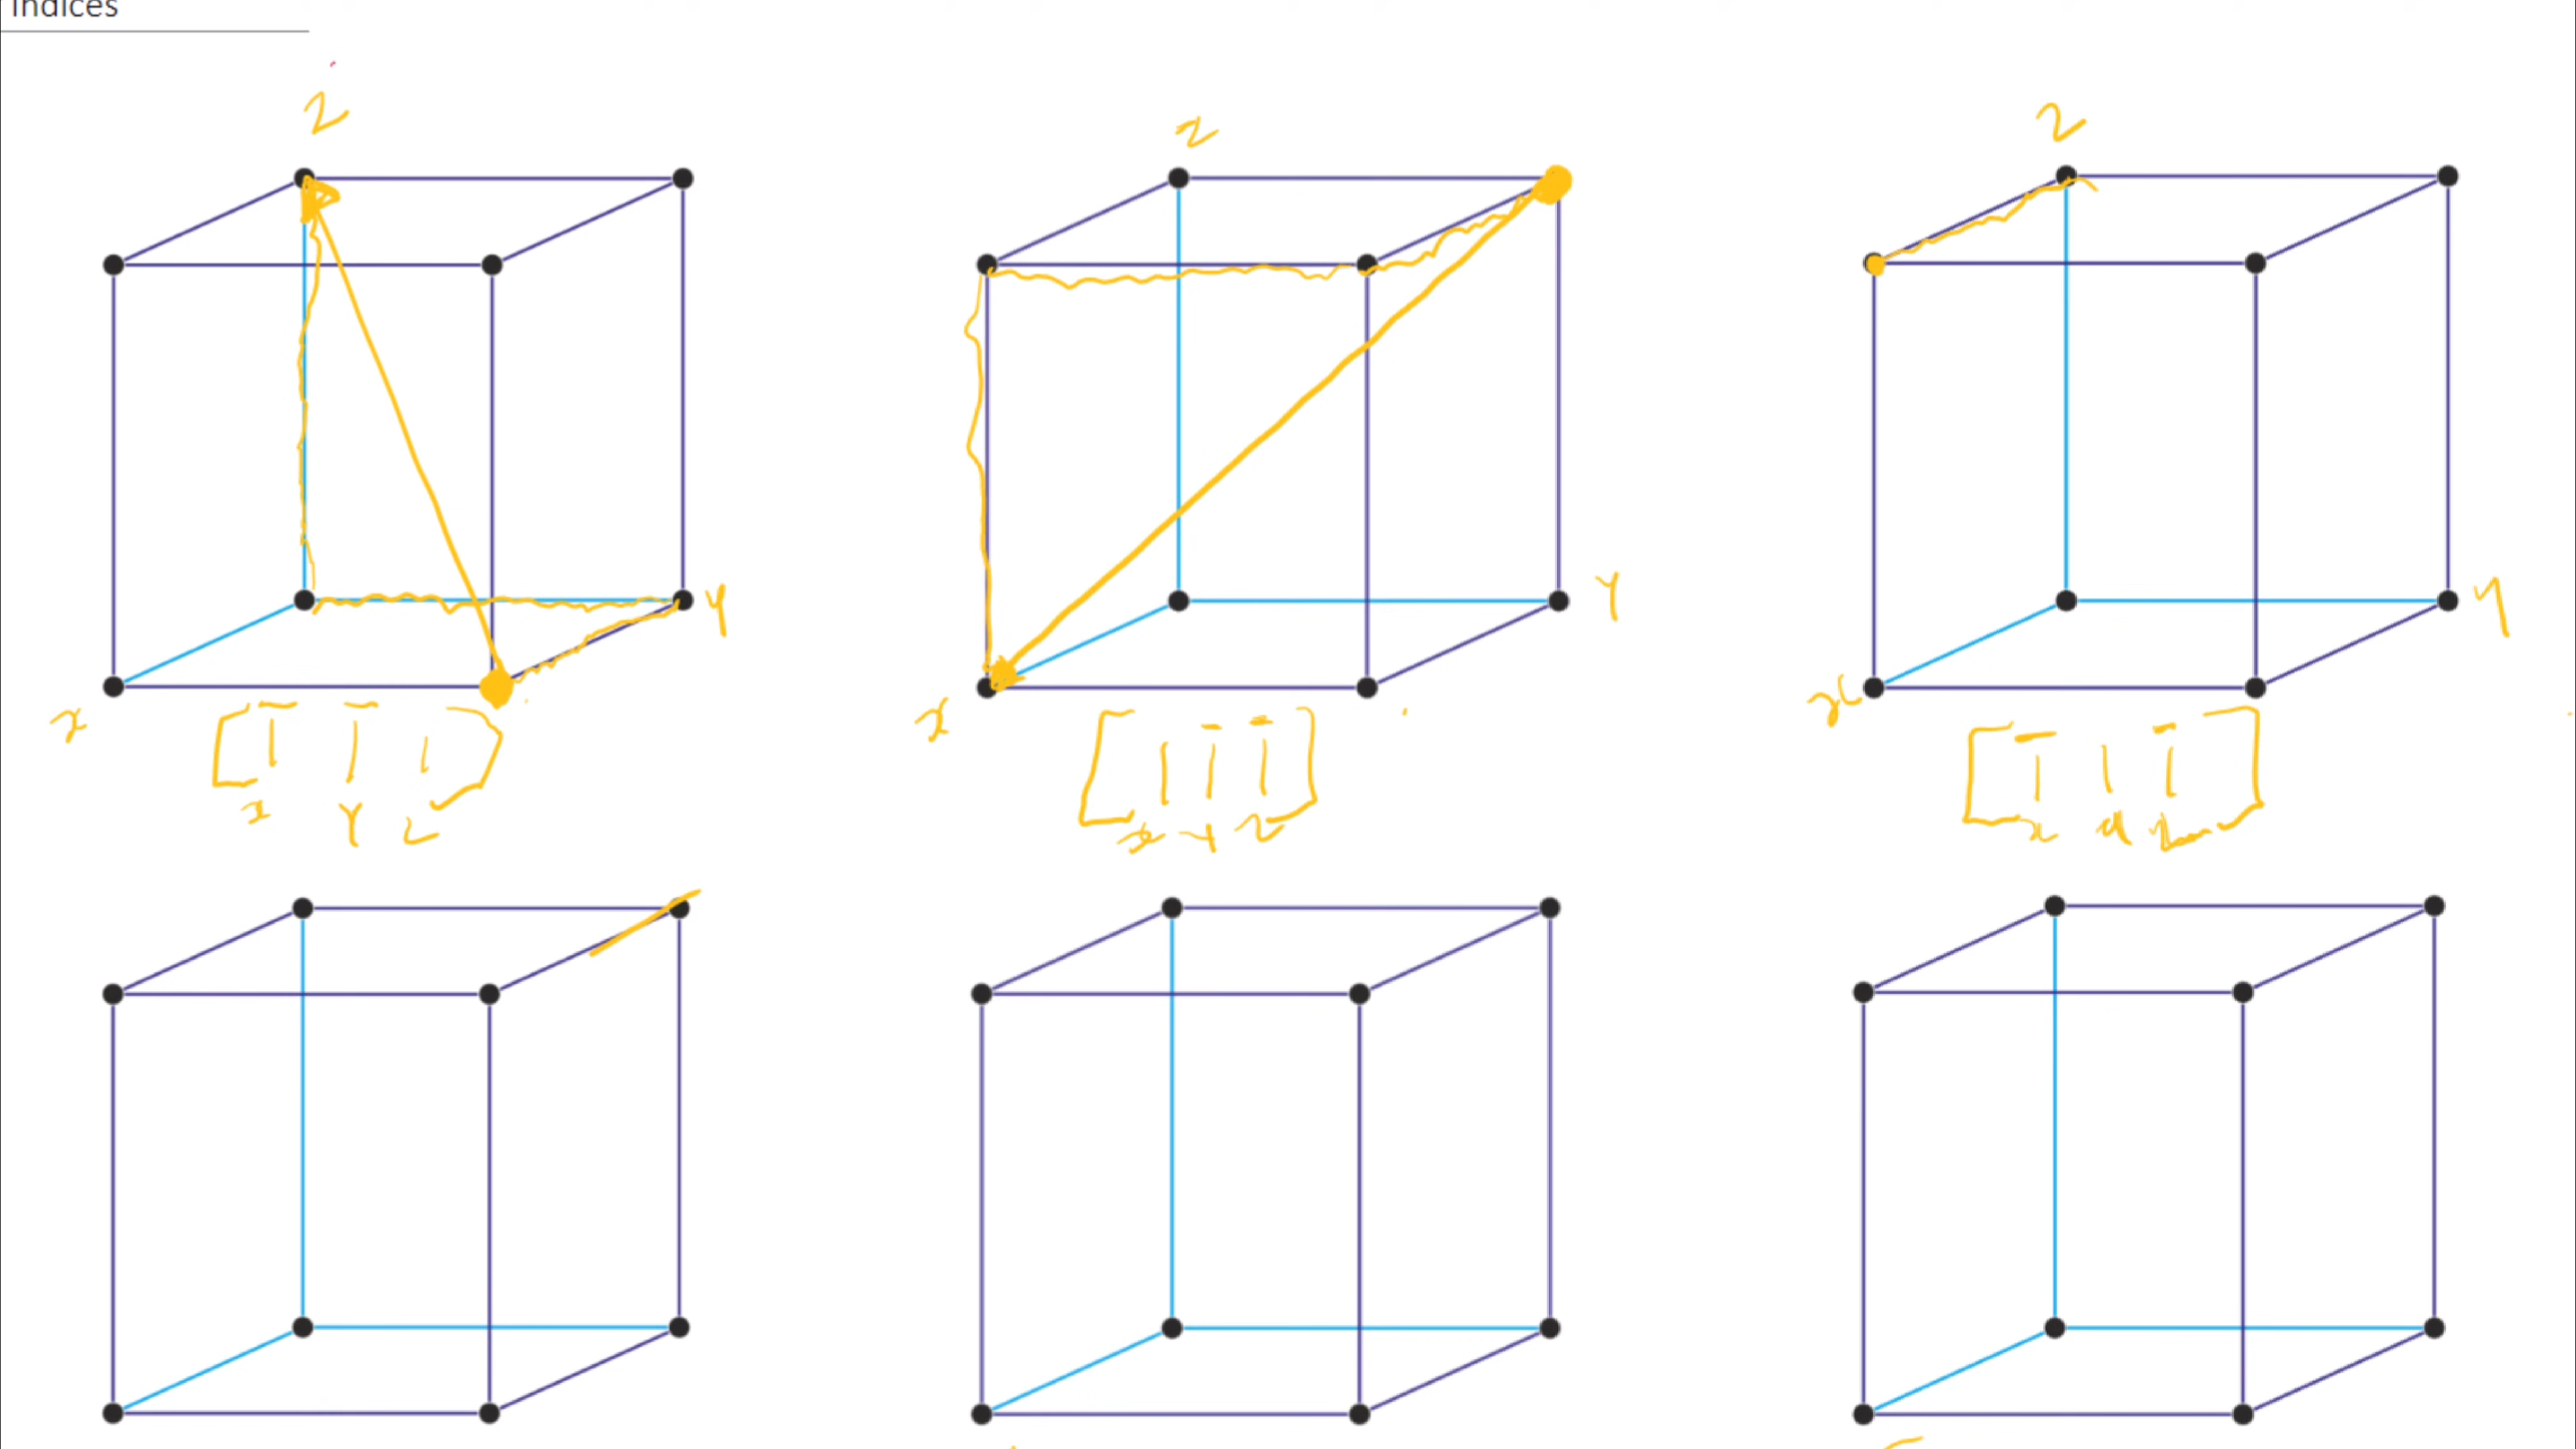 Indices
z
z
z
y
y
y
x
x
x
[1̅ 1̅ 1]
[1 1̅ 1̅]
[1̅ 1 1̅]
x y z
x y z
x y z